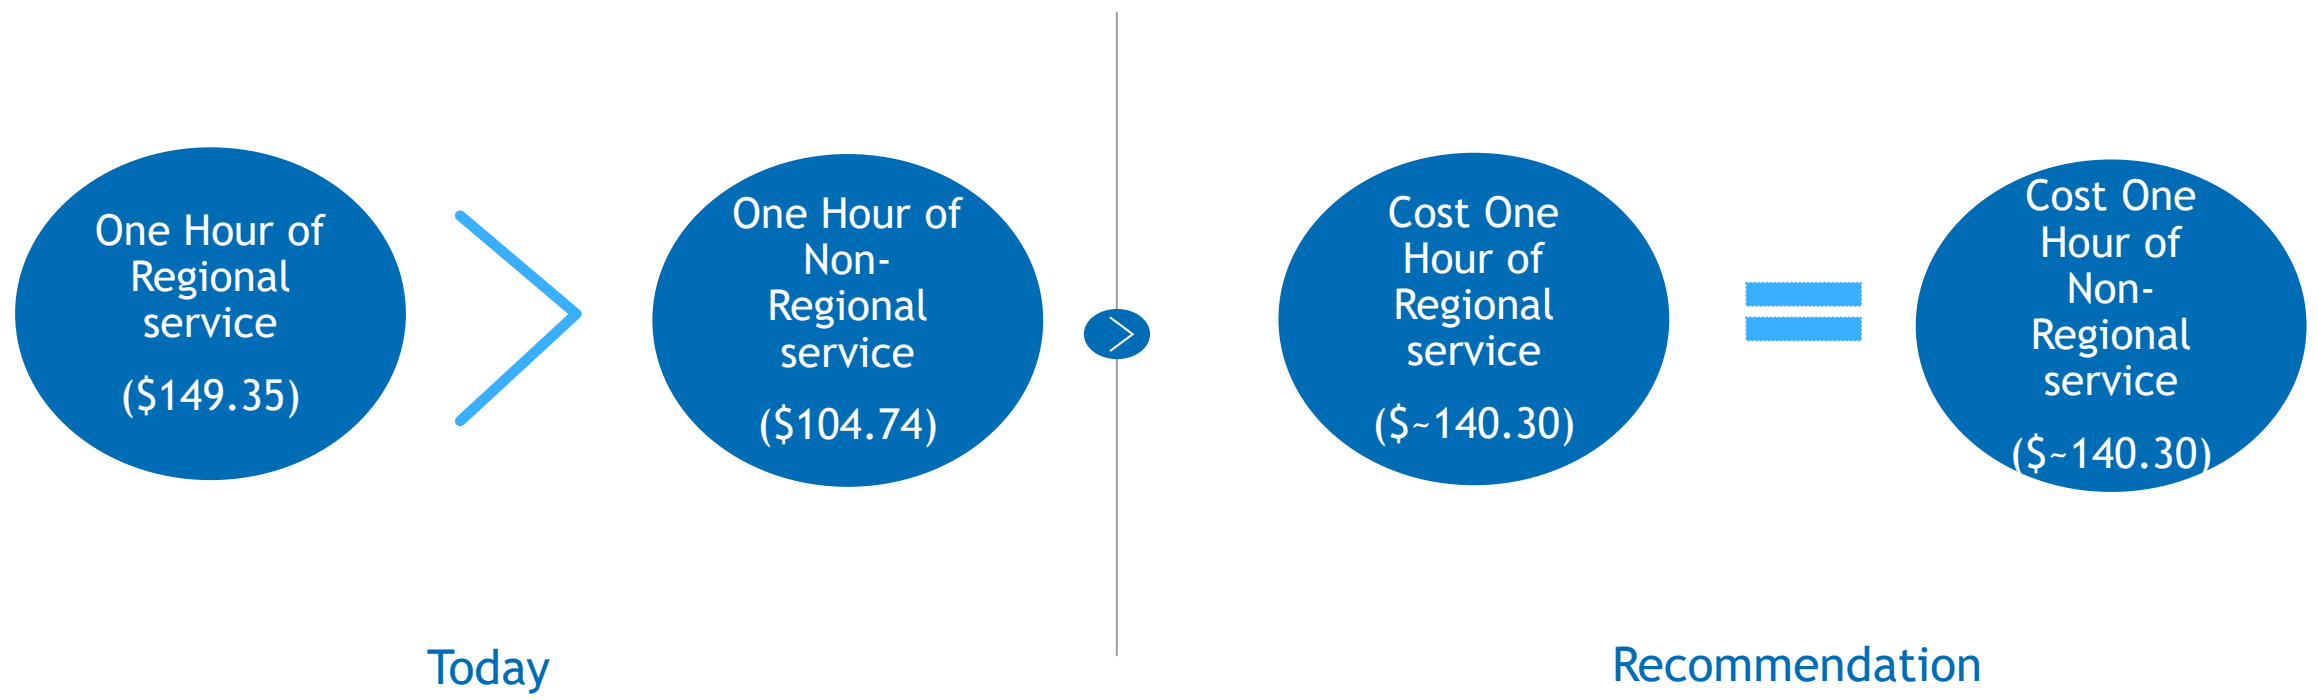 One Hour of
Regional
service
($149.35)
One Hour of
Non-
Regional
service
($104.74)
Today
Cost One
Hour of
Regional
service
($~140.30)
Cost One
Hour of
Non-
Regional
service
($~140.30)
Recommendation